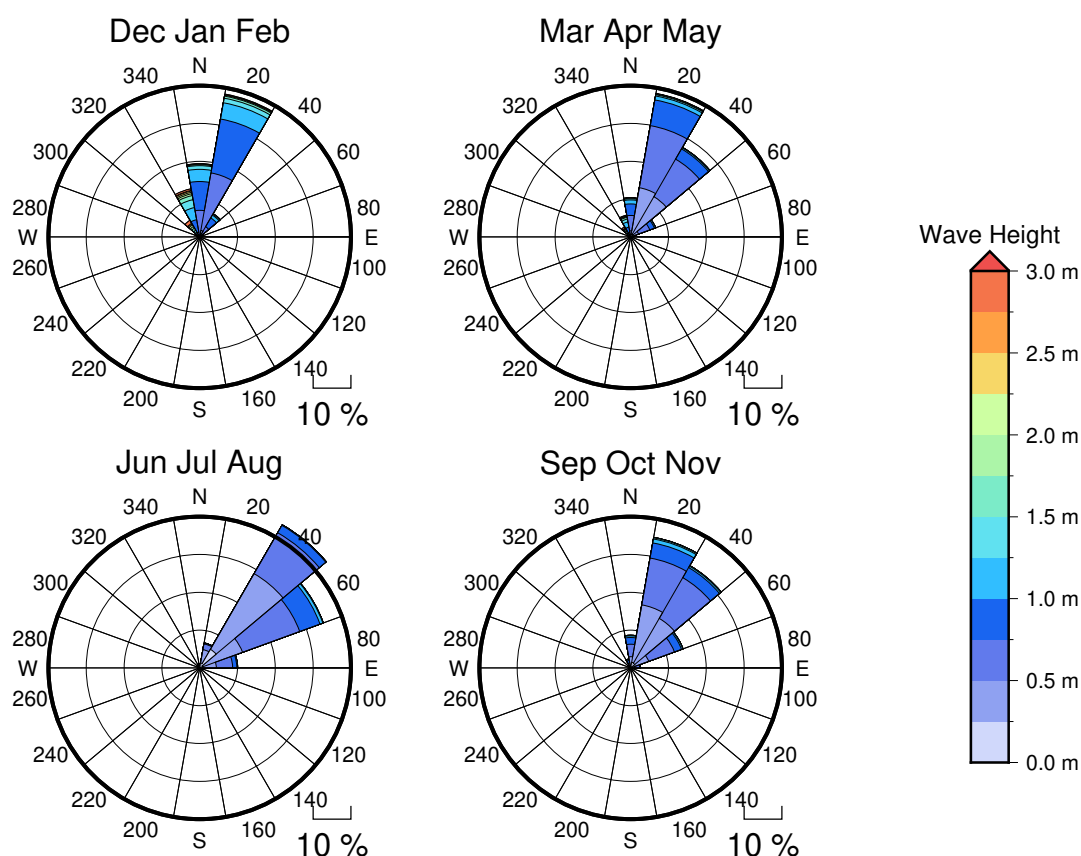 Dec Jan Feb
N
20
40
60
80
E
100
120
140
160
S
200
220
240
260
W
280
300
320
340
10 %
Mar Apr May
N
20
40
60
80
E
100
120
140
160
S
200
220
240
260
W
280
300
320
340
10 %
Jun Jul Aug
N
20
40
60
80
E
100
120
140
160
S
200
220
240
260
W
280
300
320
340
10 %
Sep Oct Nov
N
20
40
60
80
E
100
120
140
160
S
200
220
240
260
W
280
300
320
340
10 %
Wave Height
3.0 m
2.5 m
2.0 m
1.5 m
1.0 m
0.5 m
0.0 m